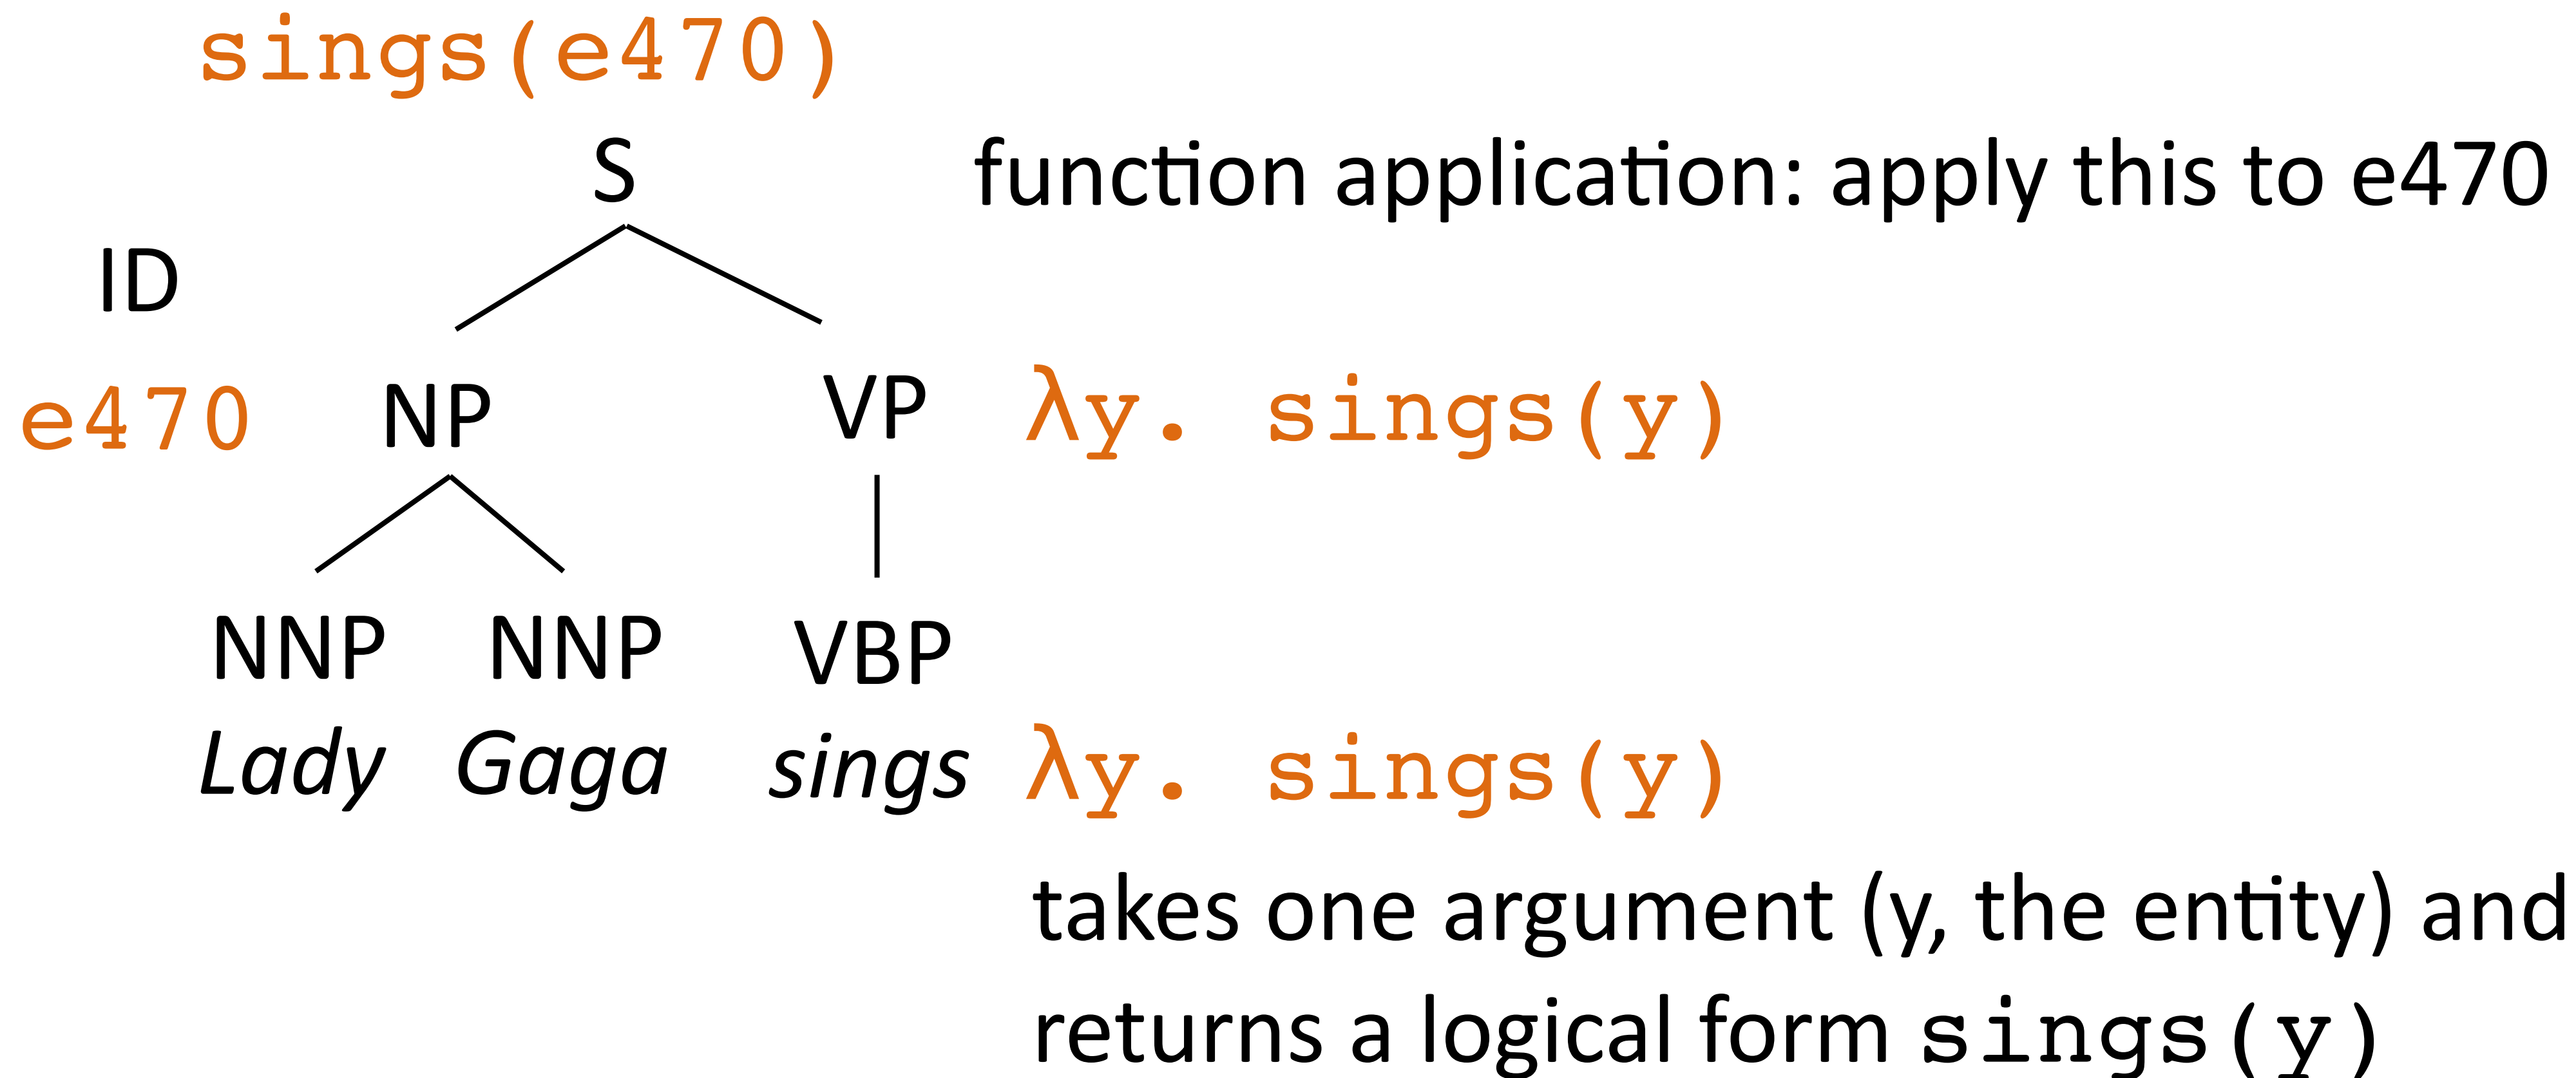 sings(e470)
S function application: apply this to e470
ID
e470 NP VP λy. sings(y)
NNP NNP VBP
Lady Gaga sings λy. sings(y)
takes one argument (y, the entity) and
returns a logical form sings(y)